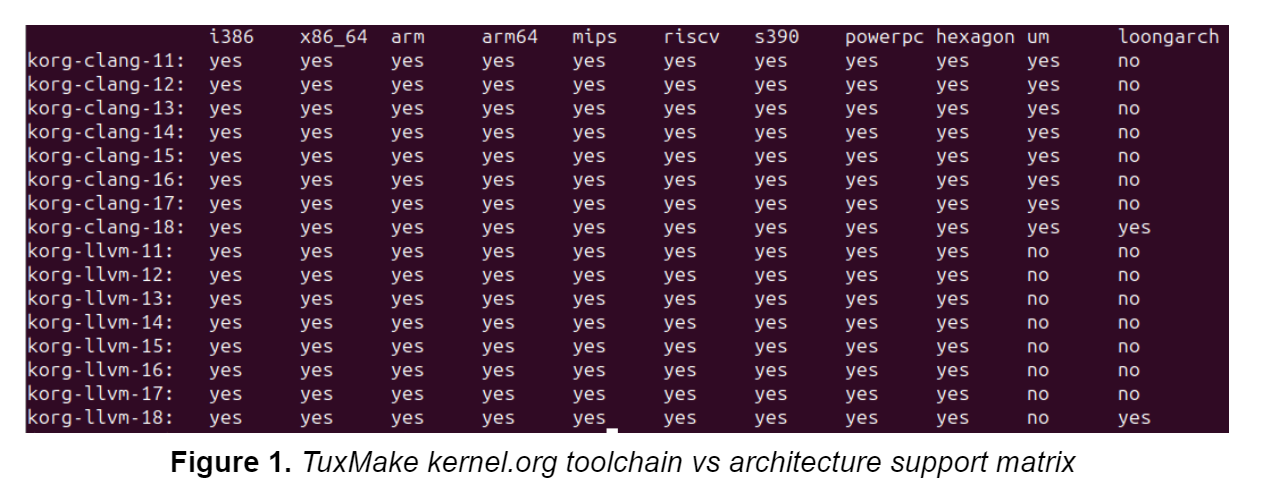 i386 x86_64 arm arm64 mips riscv s390 powerpc hexagon um loongarch
korg-clang-11: yes yes yes yes yes yes yes yes yes yes no
korg-clang-12: yes yes yes yes yes yes yes yes yes yes no
korg-clang-13: yes yes yes yes yes yes yes yes yes yes no
korg-clang-14: yes yes yes yes yes yes yes yes yes yes no
korg-clang-15: yes yes yes yes yes yes yes yes yes yes no
korg-clang-16: yes yes yes yes yes yes yes yes yes yes no
korg-clang-17: yes yes yes yes yes yes yes yes yes yes no
korg-clang-18: yes yes yes yes yes yes yes yes yes yes yes
korg-llvm-11: yes yes yes yes yes yes yes yes yes no no
korg-llvm-12: yes yes yes yes yes yes yes yes yes no no
korg-llvm-13: yes yes yes yes yes yes yes yes yes no no
korg-llvm-14: yes yes yes yes yes yes yes yes yes no no
korg-llvm-15: yes yes yes yes yes yes yes yes yes no no
korg-llvm-16: yes yes yes yes yes yes yes yes yes no no
korg-llvm-17: yes yes yes yes yes yes yes yes yes no no
korg-llvm-18: yes yes yes yes yes yes yes yes yes no yes
Figure 1. TuxMake kernel.org toolchain vs architecture support matrix